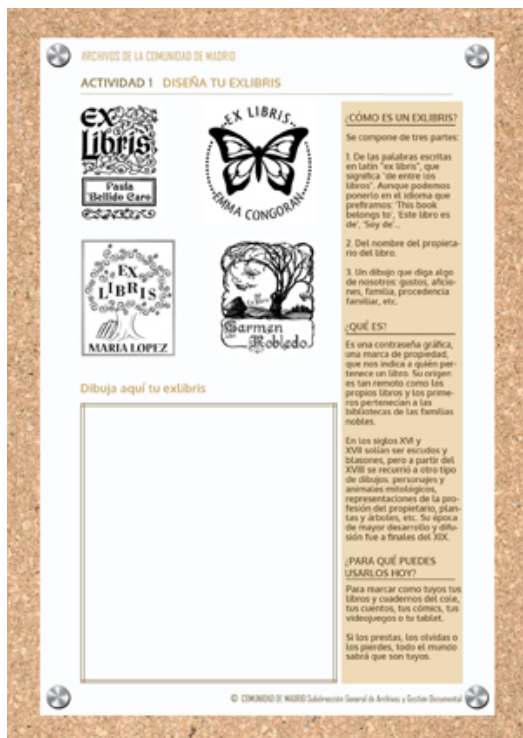 ARCHIVOS DE LA COMUNIDAD DE MADRID
ACTIVIDAD 1 DISEÑA TU EXLIBRIS
EX
libris
Paula
Bellido Caro
EX LIBRIS
EMMA CONGORAN
EX
LIBRIS
MARIA LOPEZ
Ex libris
Carmen
Robledo
Dibuja aquí tu exlibris
¿CÓMO ES UN EXLIBRIS?
Se compone de tres partes:
1. De las palabras escritas
en latín "ex libris", que
significa "de entre los
libros". Aunque podemos
ponerlo en el idioma que
prefiramos: 'This book
belongs to', 'Este libro es
de', 'Soy de'...
2. Del nombre del propieta-
rio del libro.
3. Un dibujo que diga algo
de nosotros: gustos, aficio-
nes, familia, procedencia
familiar, etc.
¿QUÉ ES?
Es una contraseña gráfica,
una marca de propiedad,
que nos indica a quién per-
tenece un libro. Su origen
es tan remoto como los
propios libros y los prime-
ros pertenecían a las
bibliotecas de las familias
nobles.
En los siglos XVI y
XVII solían ser escudos y
blasones, pero a partir del
XVIII se recurrió a otro tipo
de dibujos: personajes y
animales mitológicos,
representaciones de la pro-
fesión del propietario, plan-
tas y árboles, etc. Su época
de mayor desarrollo y difu-
sión fue a finales del XIX.
¿PARA QUÉ PUEDES
USARLOS HOY?
Para marcar como tuyos tus
libros y cuadernos del cole,
tus cuentos, tus cómics, tus
videojuegos o tu tablet.
Si los prestas, los olvidas o
los pierdes, todo el mundo
sabrá que son tuyos.
© COMUNIDAD DE MADRID Subdirección General de Archivos y Gestión Documental